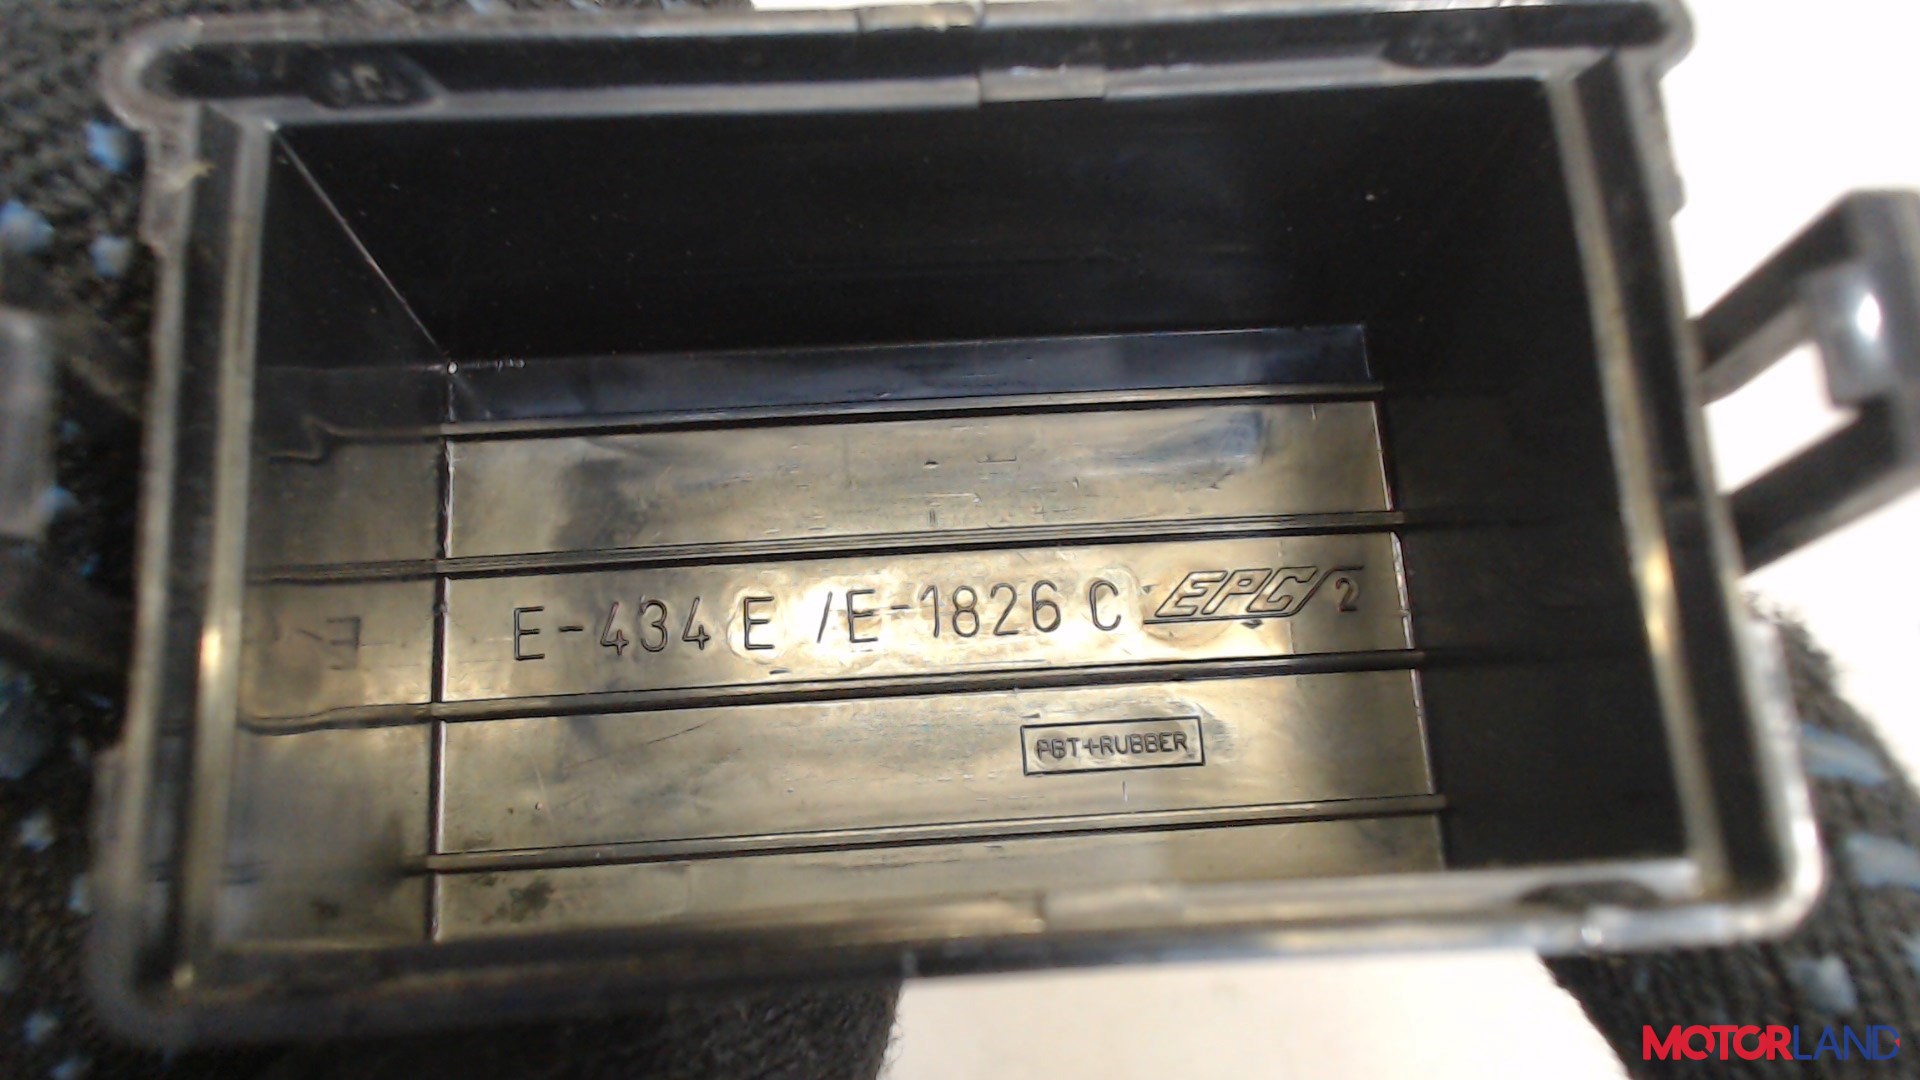 E-434 E /E-1826 C EPC/2
PBT+RUBBER
MOTORLAND